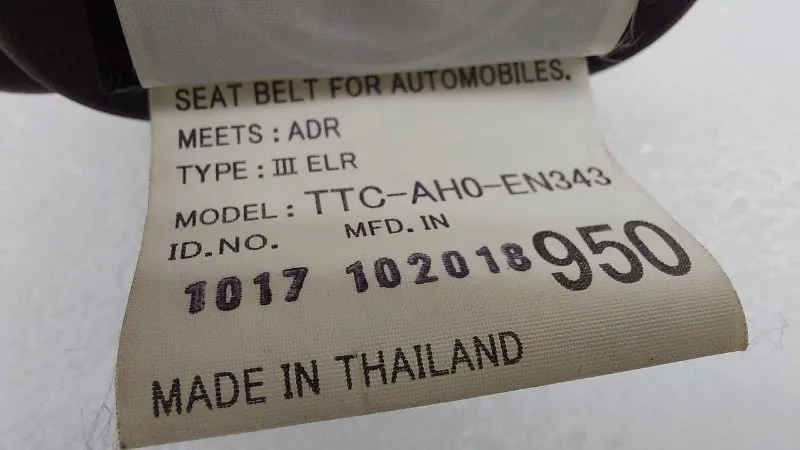 SEAT BELT FOR AUTOMOBILES.
MEETS : ADR
TYPE : III ELR
MODEL : TTC-AH0-EN343
ID.NO. MFD. IN
1017 102018 950
MADE IN THAILAND